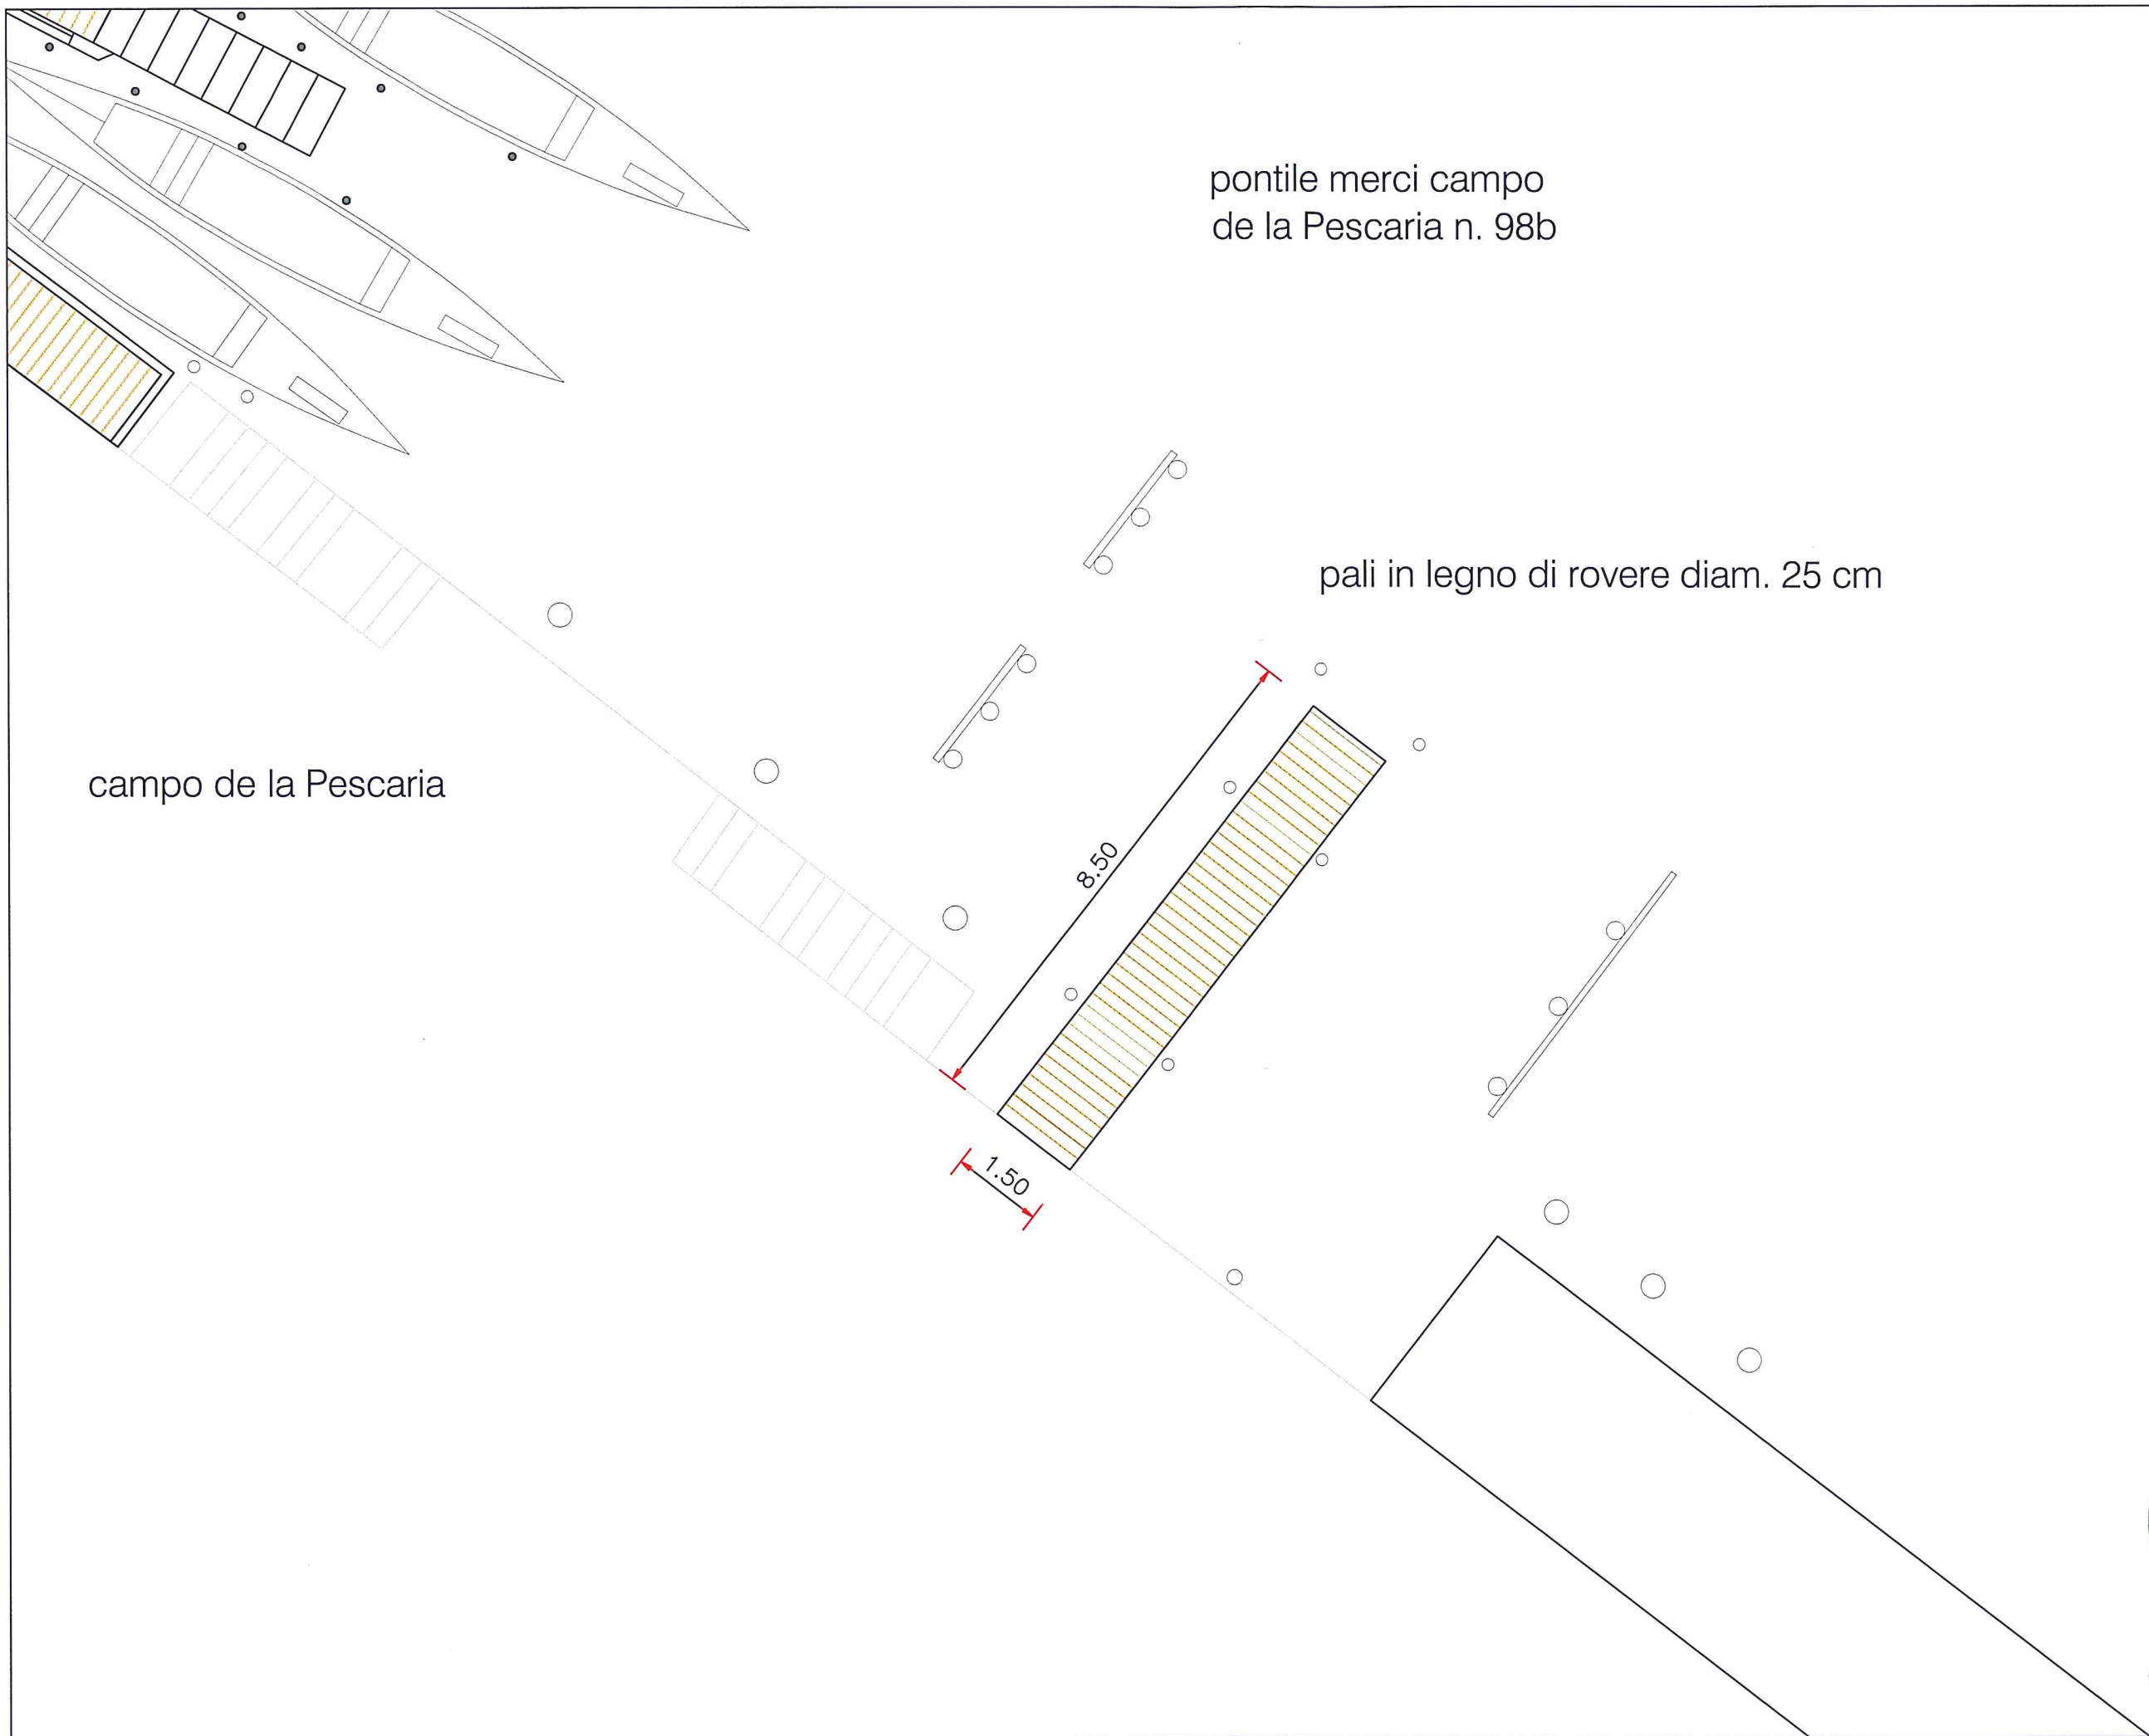 pontile merci campo
de la Pescaria n. 98b
pali in legno di rovere diam. 25 cm
campo de la Pescaria
8.50
1.50